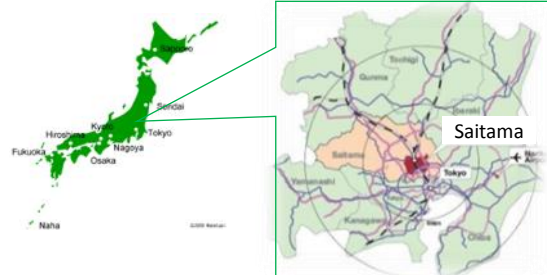 Sapporo
Sendai
Kyoto
Hiroshima
Tokyo
Fukuoka
Nagoya
Osaka
Naha
Tochigi
Gunma
Ibaraki
Saitama
Saitama
Tokyo
Yamanashi
Kanagawa
Chiba